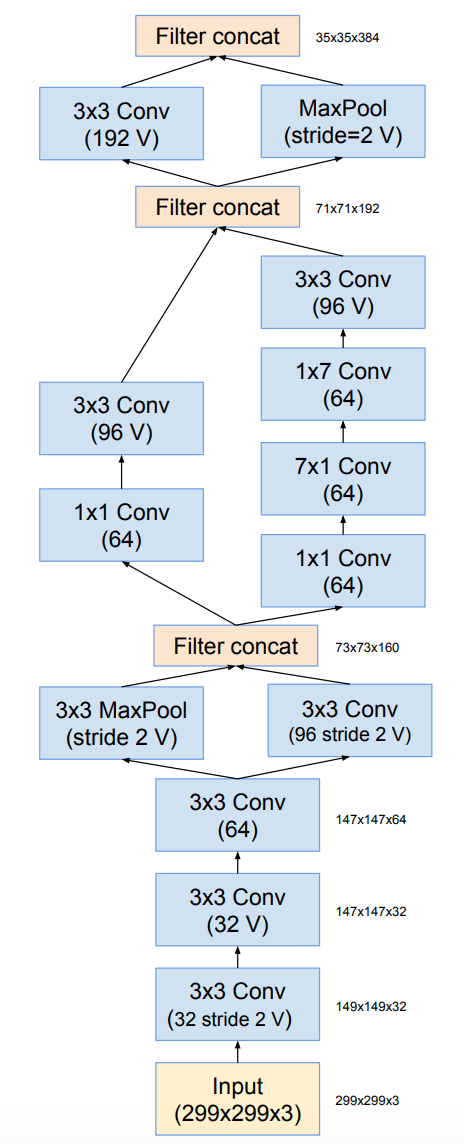 Filter concat
35x35x384
3x3 Conv
(192 V)
MaxPool
(stride=2 V)
Filter concat
71x71x192
3x3 Conv
(96 V)
1x7 Conv
(64)
3x3 Conv
(96 V)
7x1 Conv
(64)
1x1 Conv
(64)
1x1 Conv
(64)
Filter concat
73x73x160
3x3 MaxPool
(stride 2 V)
3x3 Conv
(96 stride 2 V)
3x3 Conv
(64)
147x147x64
3x3 Conv
(32 V)
147x147x32
3x3 Conv
(32 stride 2 V)
149x149x32
Input
(299x299x3)
299x299x3